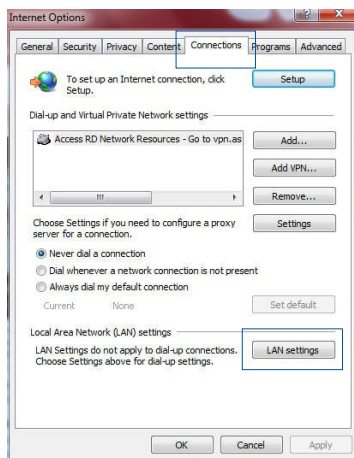 Internet Options
General Security Privacy Content Connections Programs Advanced
To set up an Internet connection, click
Setup.
Setup
Dial-up and Virtual Private Network settings
Access RD Network Resources - Go to vpn.as
Add...
Add VPN...
Remove...
Choose Settings if you need to configure a proxy
server for a connection.
Settings
Never dial a connection
Dial whenever a network connection is not present
Always dial my default connection
Current None
Set default
Local Area Network (LAN) settings
LAN Settings do not apply to dial-up connections.
Choose Settings above for dial-up settings.
LAN settings
OK Cancel Apply